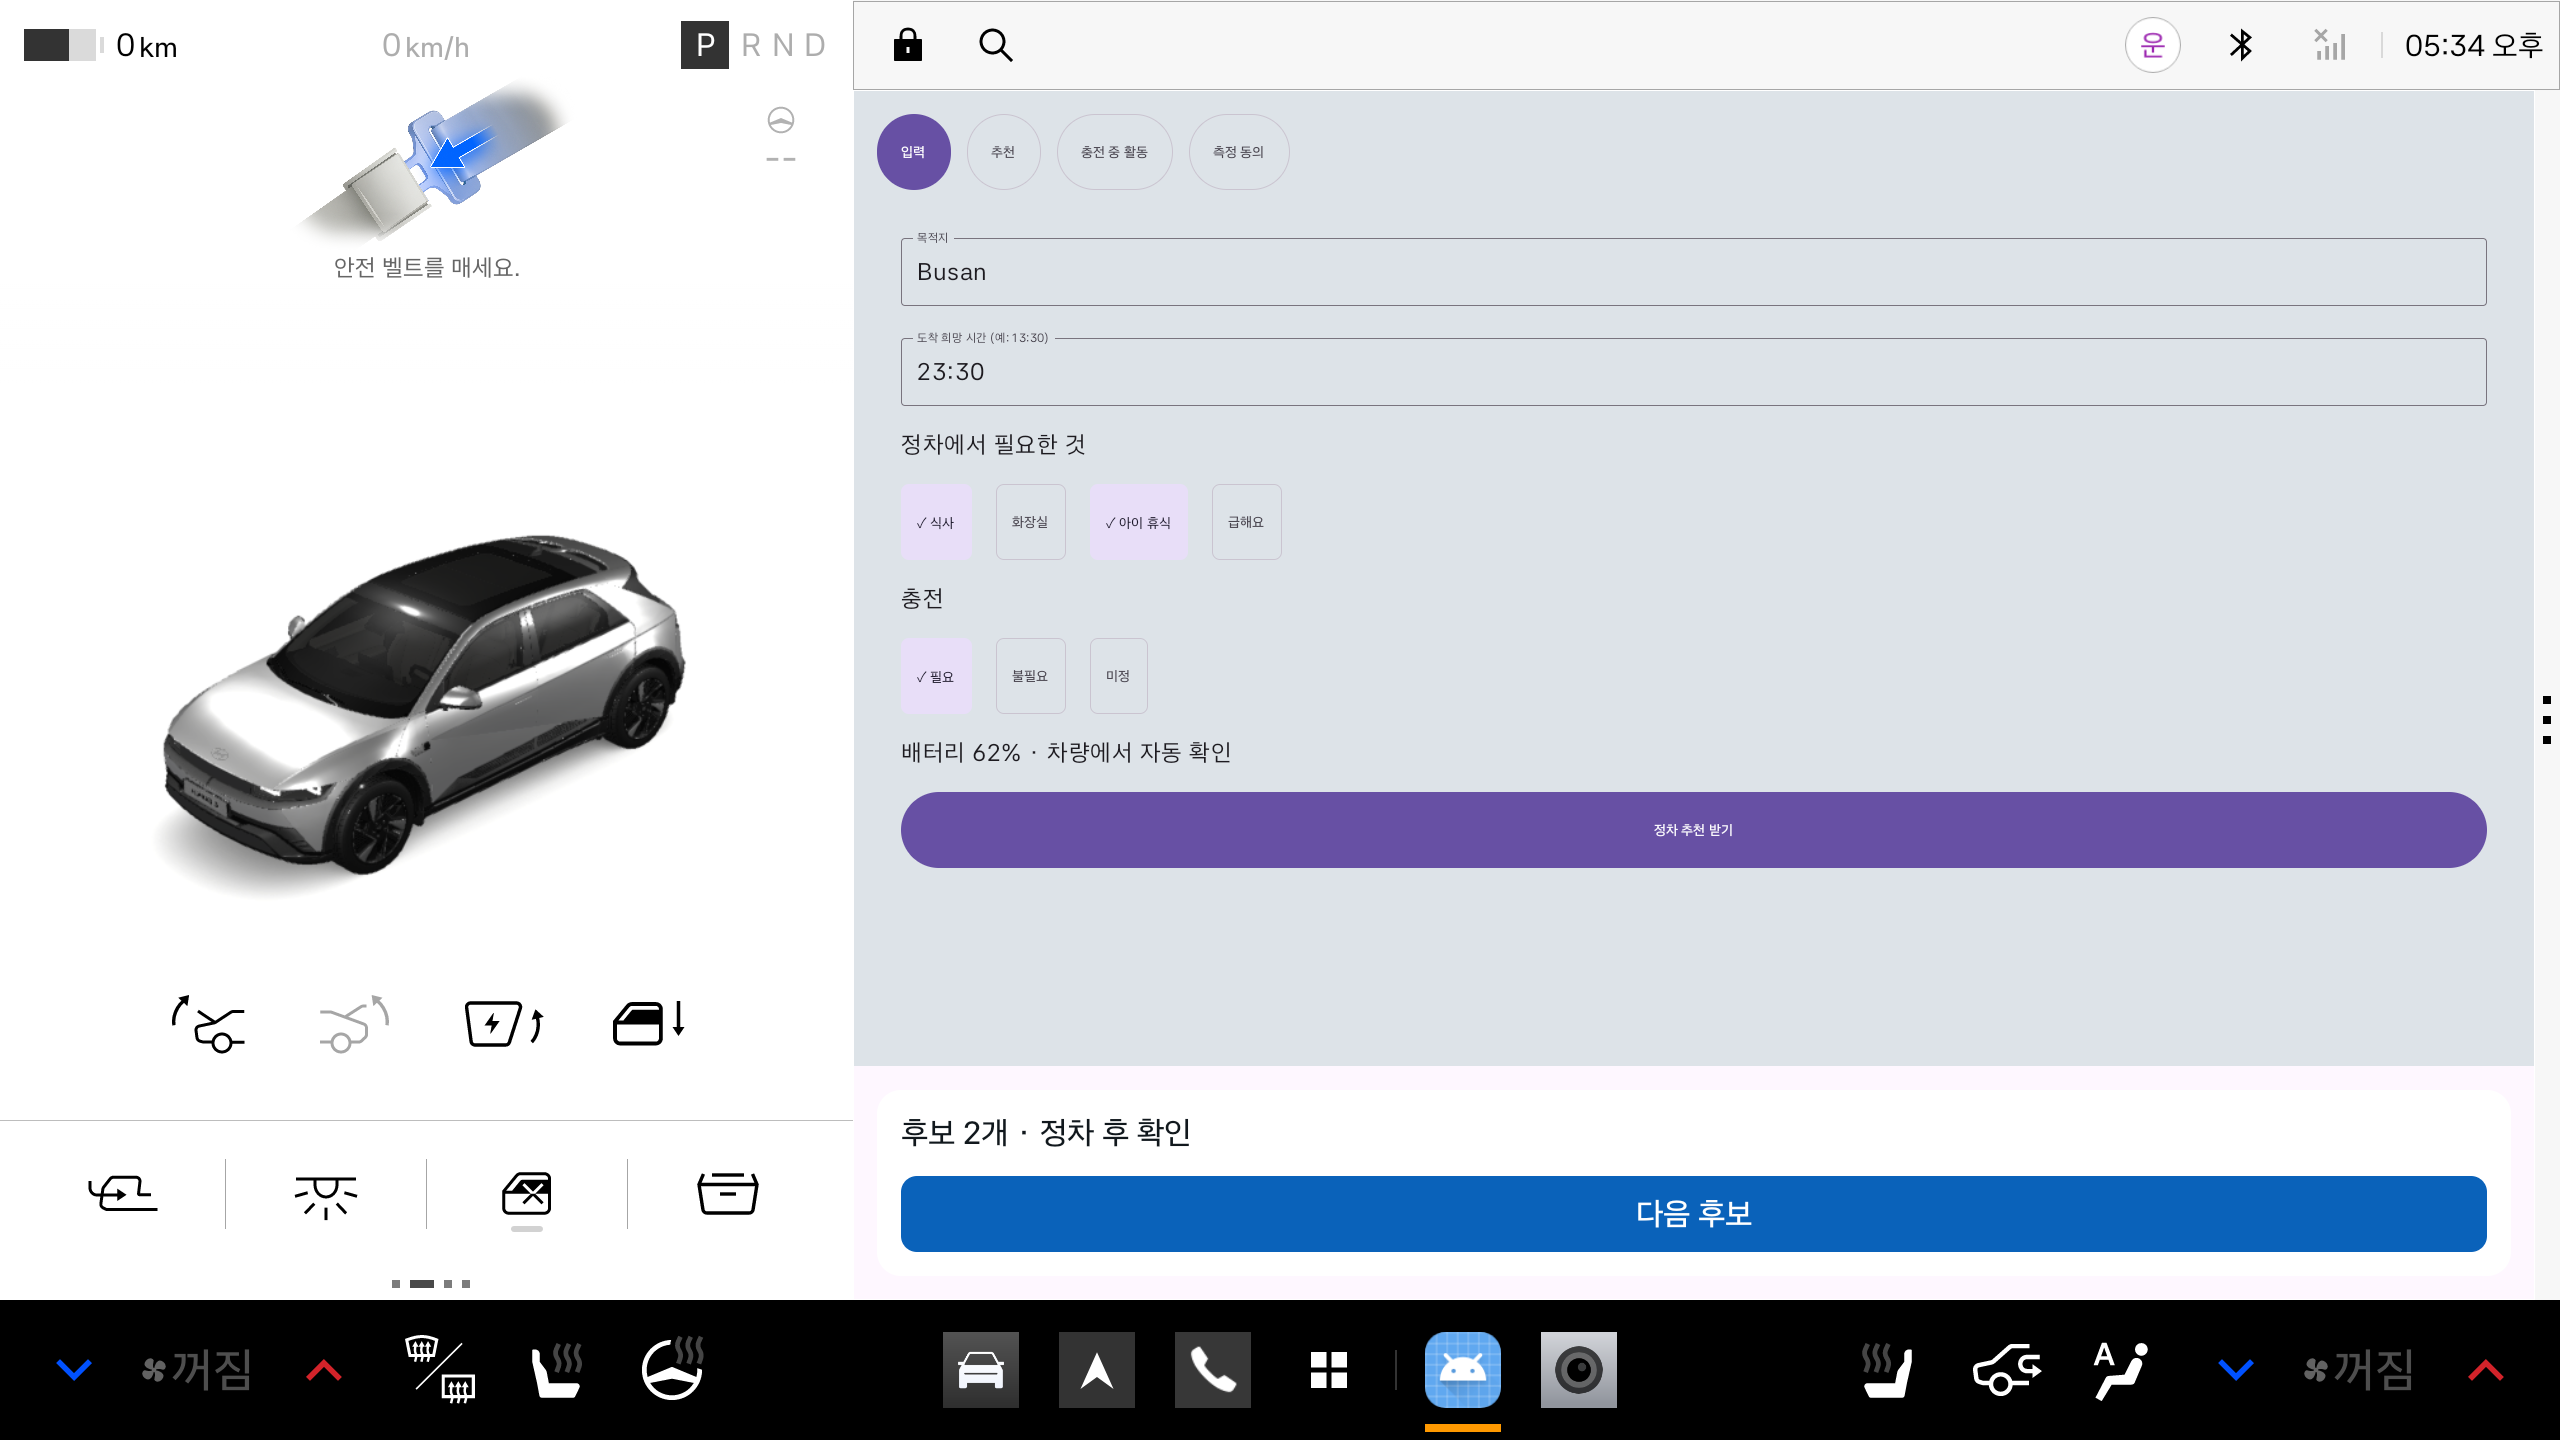 0 km
0 km/h
P R N D
안전 벨트를 매세요.
운
05:34 오후
입력
추천
충전 중 활동
측정 동의
목적지
Busan
도착 희망 시간 (예: 13:30)
23:30
정차에서 필요한 것
✓ 식사
화장실
✓ 아이 휴식
급해요
충전
✓ 필요
불필요
미정
배터리 62% · 차량에서 자동 확인
정차 추천 받기
후보 2개 · 정차 후 확인
다음 후보
꺼짐
A
꺼짐